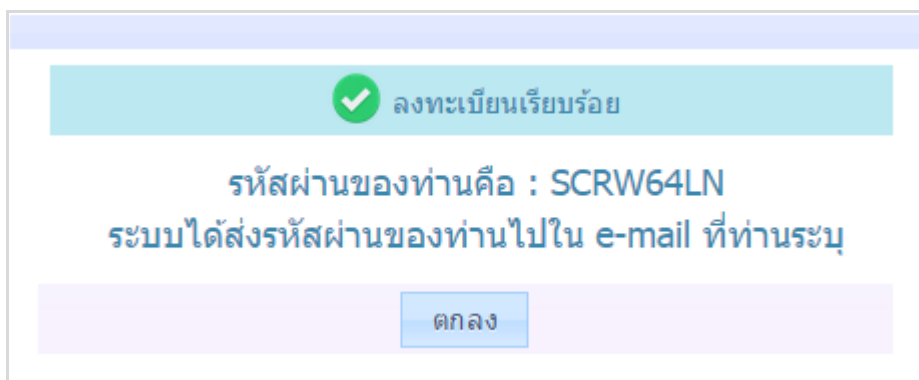 ลงทะเบียนเรียบร้อย
รหัสผ่านของท่านคือ : SCRW64LN
ระบบได้ส่งรหัสผ่านของท่านไปใน e-mail ที่ท่านระบุ
ตกลง